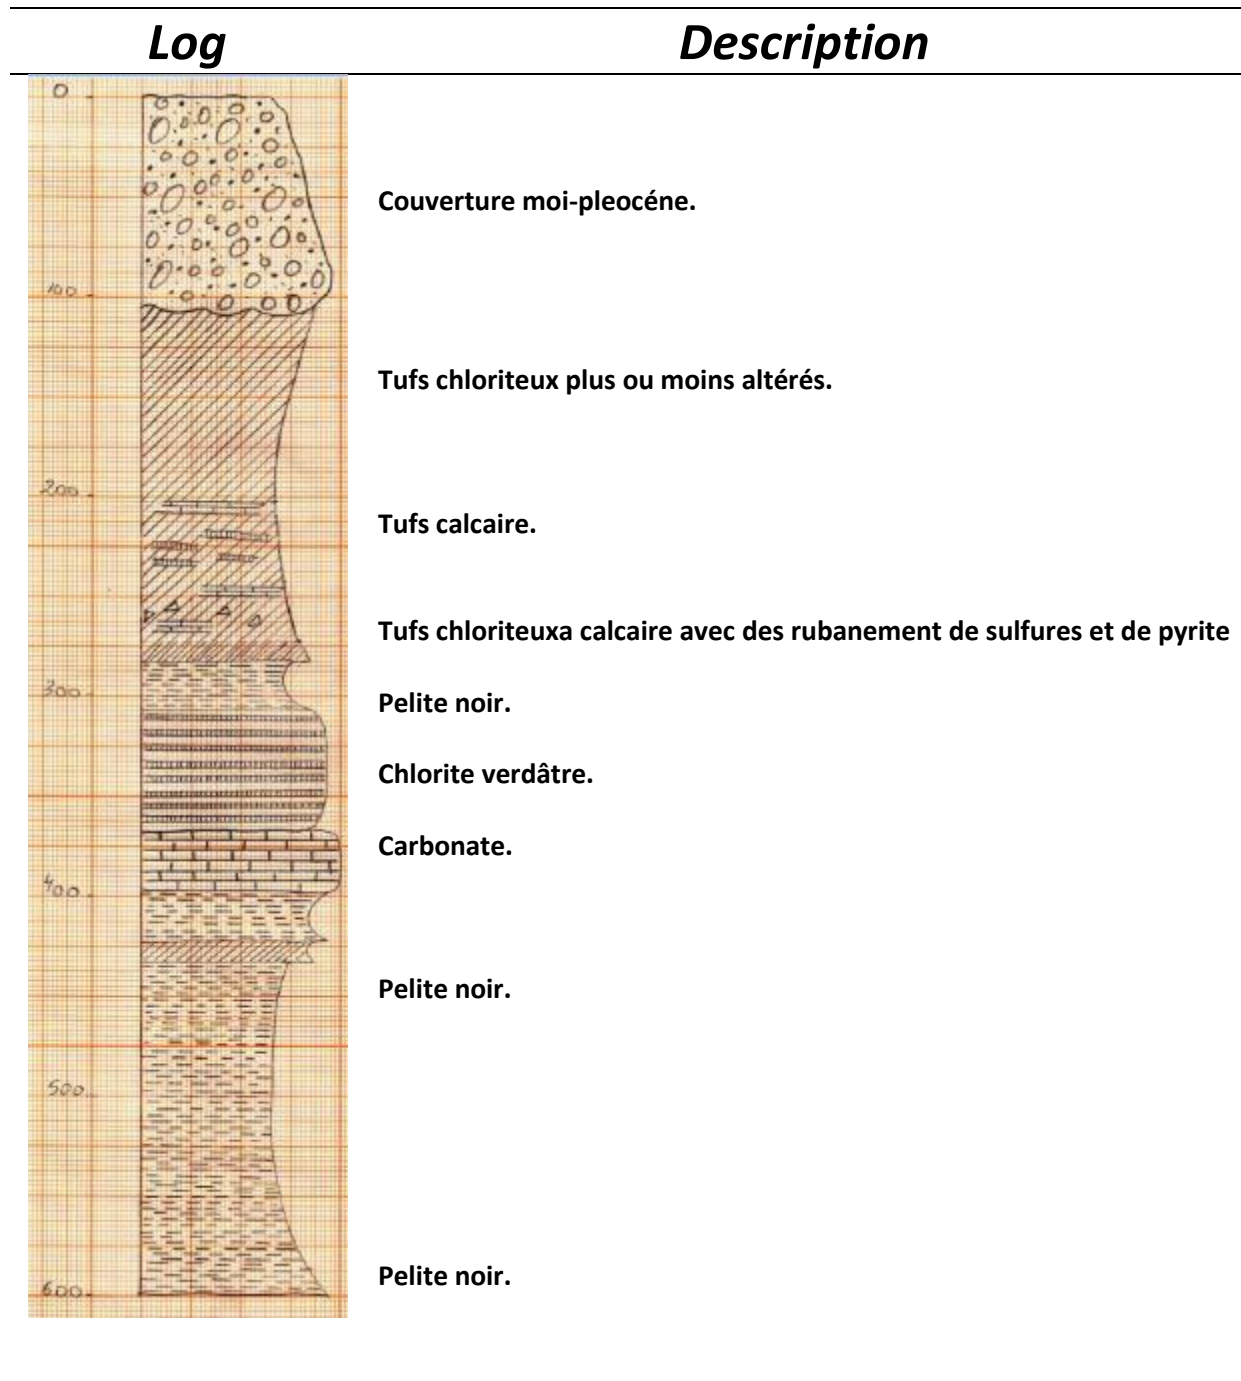 Log Description
0
Couverture moi-pleocéne.
100
Tufs chloriteux plus ou moins altérés.
200
Tufs calcaire.
Tufs chloriteuxa calcaire avec des rubanement de sulfures et de pyrite
300
Pelite noir.
Chlorite verdâtre.
Carbonate.
400
Pelite noir.
500
Pelite noir.
600